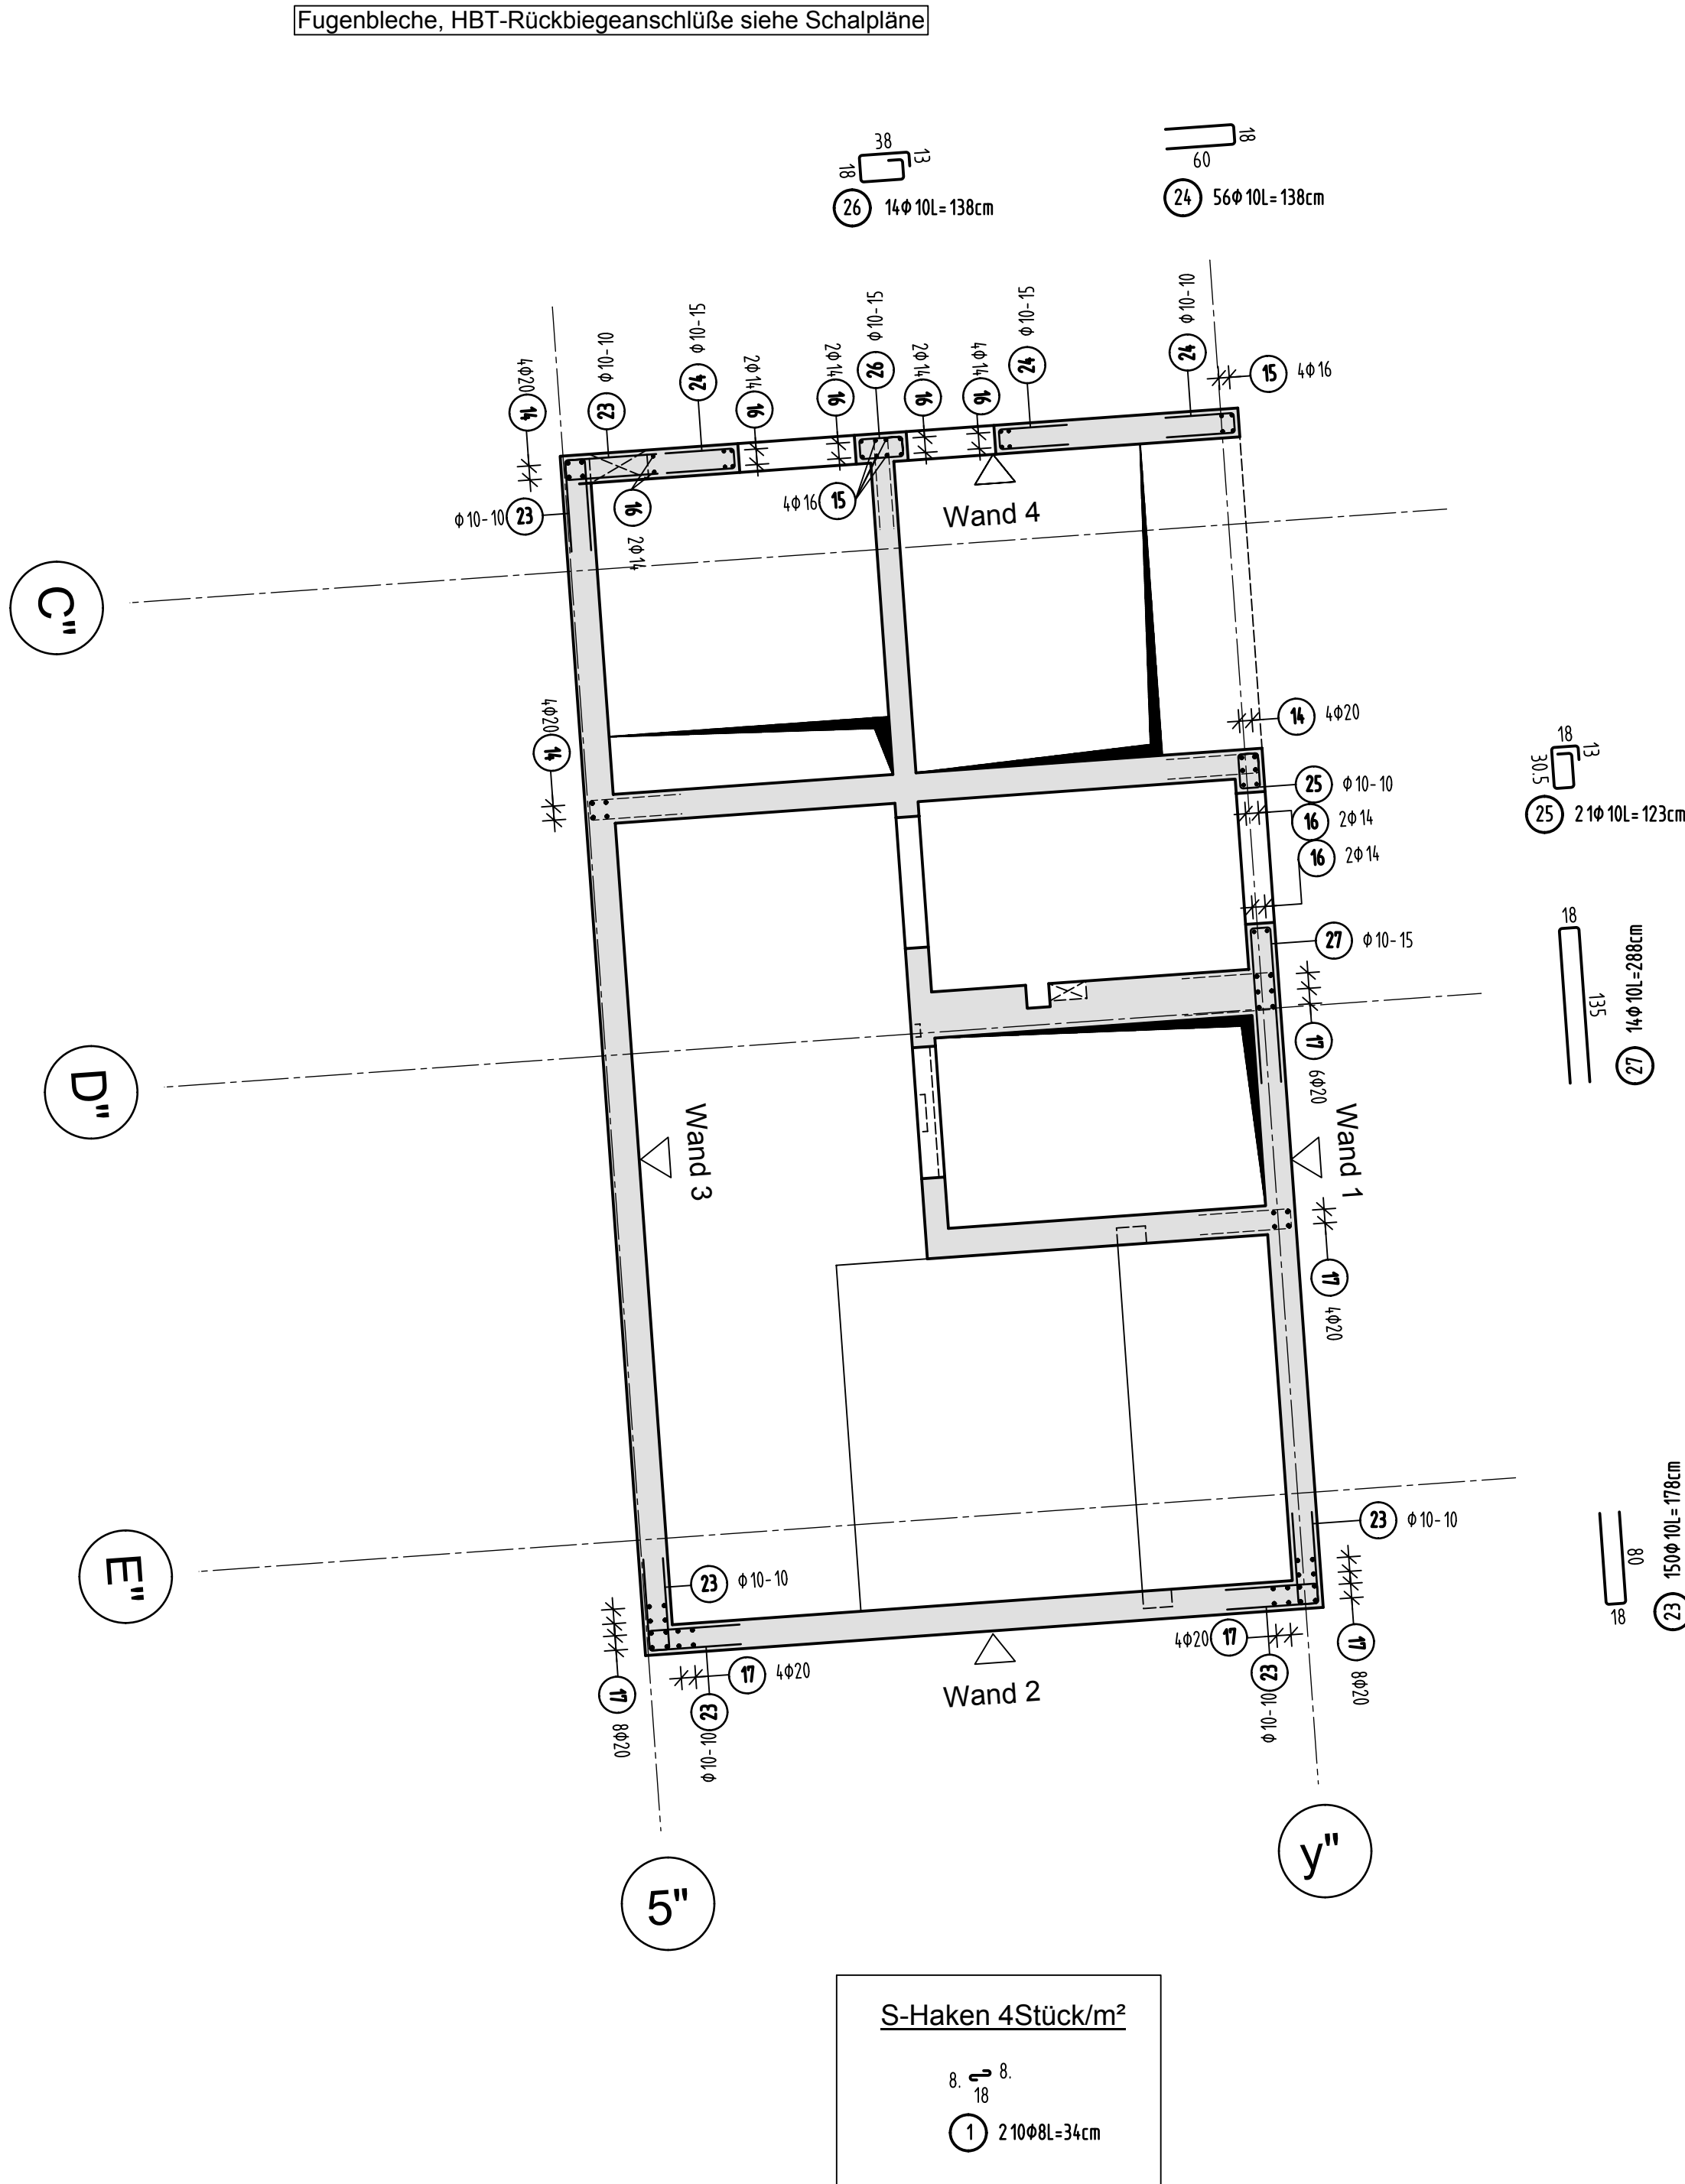 Fugenbleche, HBT-Rückbiegeanschlüße siehe Schalpläne
38
13
18
26 14Φ10L=138cm
18
60
24 56Φ10L=138cm
4Φ20 14
23 Φ10-10
24 Φ10-15
2Φ14 16
2Φ14 16
26 Φ10-15
2Φ14 16
4Φ14 16
24 Φ10-15
24 Φ10-10
15 4Φ16
Φ10-10 23
16 2Φ14
4Φ16 15
Wand 4
C"
4Φ20 14
14 4Φ20
25 Φ10-10
16 2Φ14
16 2Φ14
18
13
30.5
25 21Φ10L=123cm
27 Φ10-15
18
135
27 14Φ10L=288cm
17 6Φ20
D"
Wand 3
Wand 1
17 4Φ20
E"
23 Φ10-10
23 Φ10-10
80
18
23 150Φ10L=178cm
17 8Φ20
17 4Φ20
23 Φ10-10
4Φ20 17
23 Φ10-10
17 8Φ20
Wand 2
5"
y"
S-Haken 4Stück/m²
8. 8.
18
1 210Φ8L=34cm